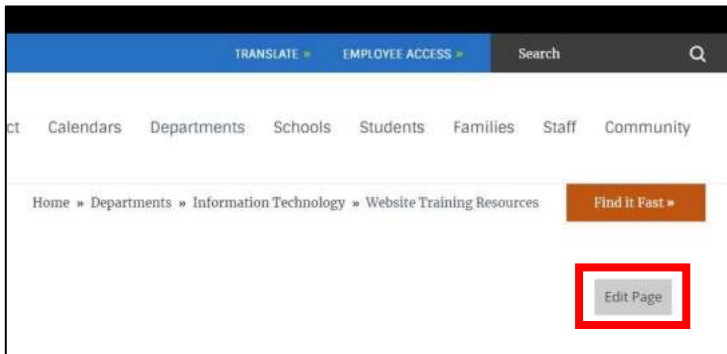 TRANSLATE » EMPLOYEE ACCESS » Search
ct Calendars Departments Schools Students Families Staff Community
Home » Departments » Information Technology » Website Training Resources Find it Fast »
Edit Page